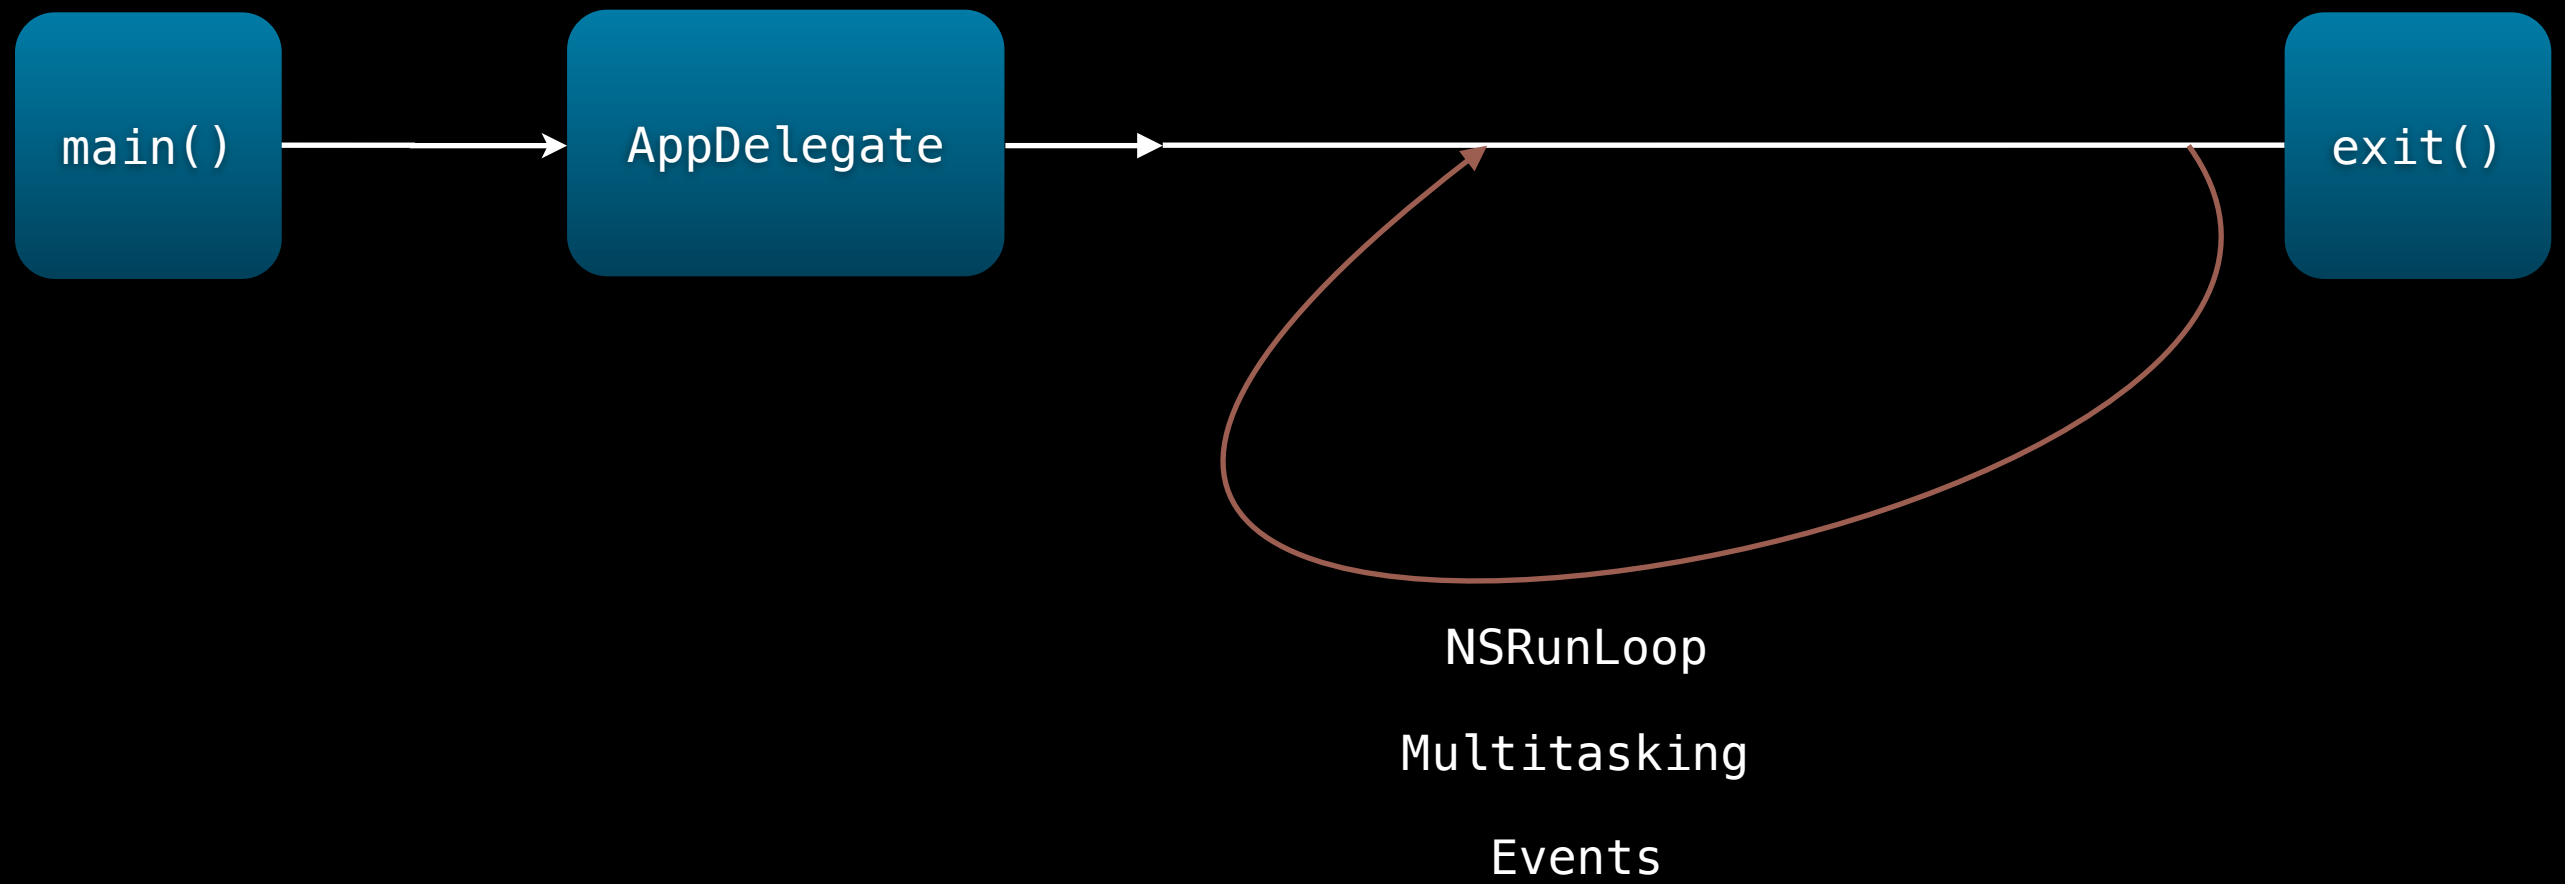 main()
AppDelegate
exit()
NSRunLoop
Multitasking
Events